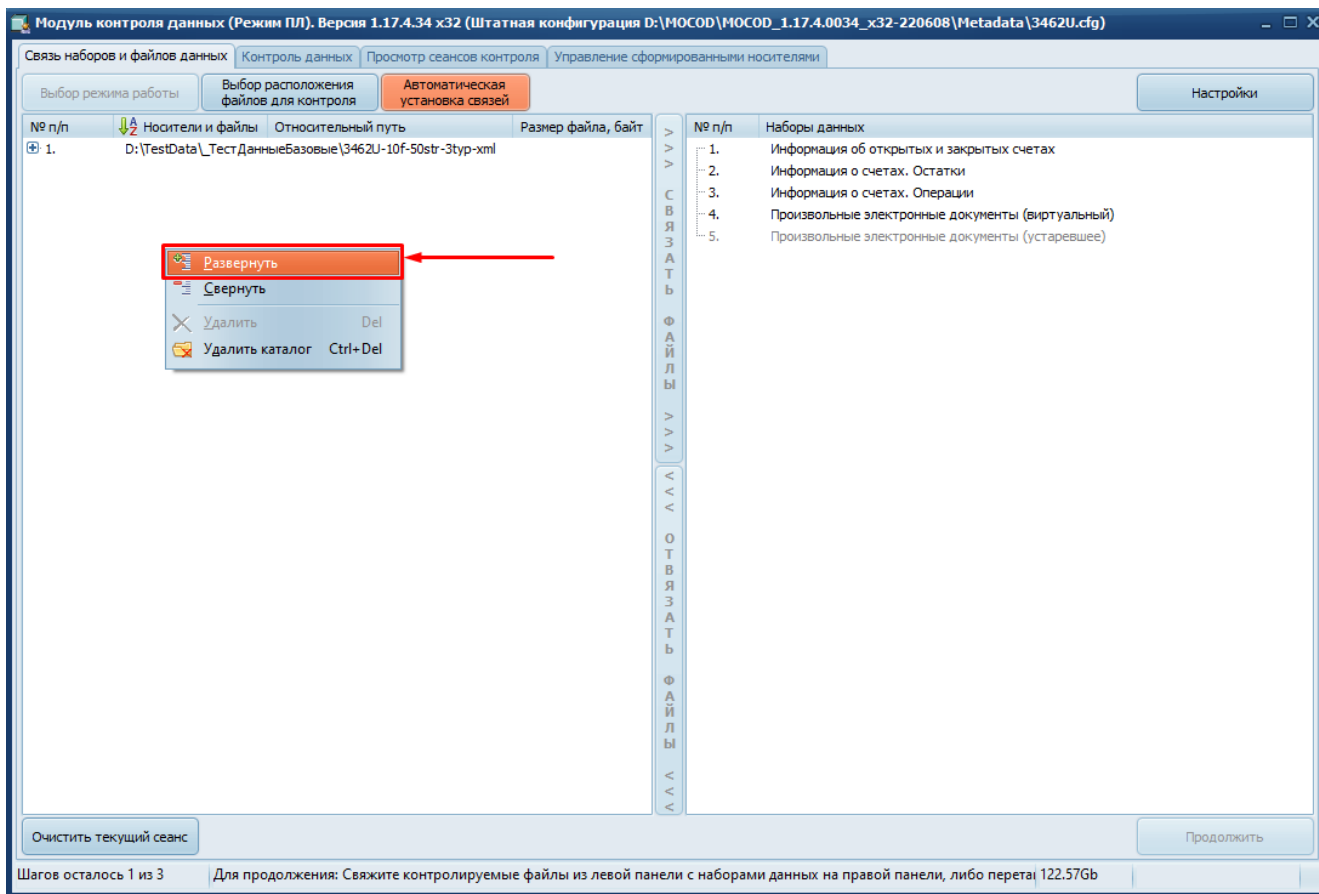 Модуль контроля данных (Режим ПЛ). Версия 1.17.4.34 x32 (Штатная конфигурация D:\MOCOD\MOCOD_1.17.4.0034_x32-220608\Metadata\3462U.cfg)
Связь наборов и файлов данных Контроль данных Просмотр сеансов контроля Управление сформированными носителями
Выбор режима работы
Выбор расположения
файлов для контроля
Автоматическая
установка связей
Настройки
№ п/п Носители и файлы Относительный путь Размер файла, байт
1. D:\TestData\_ТестДанныеБазовые\3462U-10f-50str-3typ-xml
Развернуть
Свернуть
Удалить Del
Удалить каталог Ctrl+Del
> > > СВЯЗАТЬ ФАЙЛЫ > > >
< < < ОТВЯЗАТЬ ФАЙЛЫ < < <
№ п/п Наборы данных
1. Информация об открытых и закрытых счетах
2. Информация о счетах. Остатки
3. Информация о счетах. Операции
4. Произвольные электронные документы (виртуальный)
5. Произвольные электронные документы (устаревшее)
Очистить текущий сеанс
Продолжить
Шагов осталось 1 из 3 Для продолжения: Свяжите контролируемые файлы из левой панели с наборами данных на правой панели, либо перета 122.57Gb